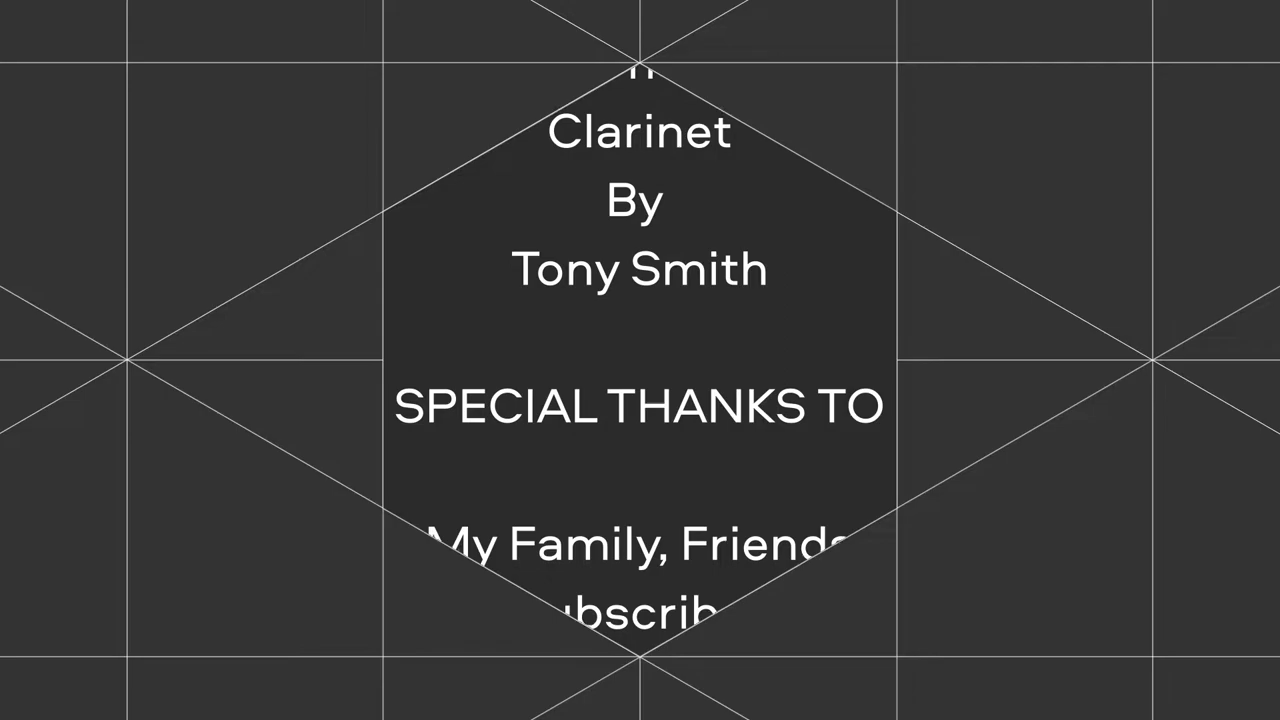 Clarinet
By
Tony Smith
SPECIAL THANKS TO
My Family, Friends